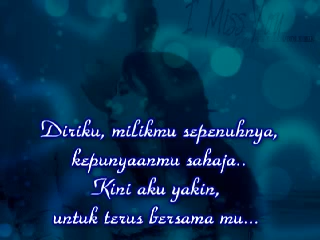 I Miss You
Diriku, milikmu sepenuhnya,
kepunyaanmu sahaja..
Kini aku yakin,
untuk terus bersama mu...